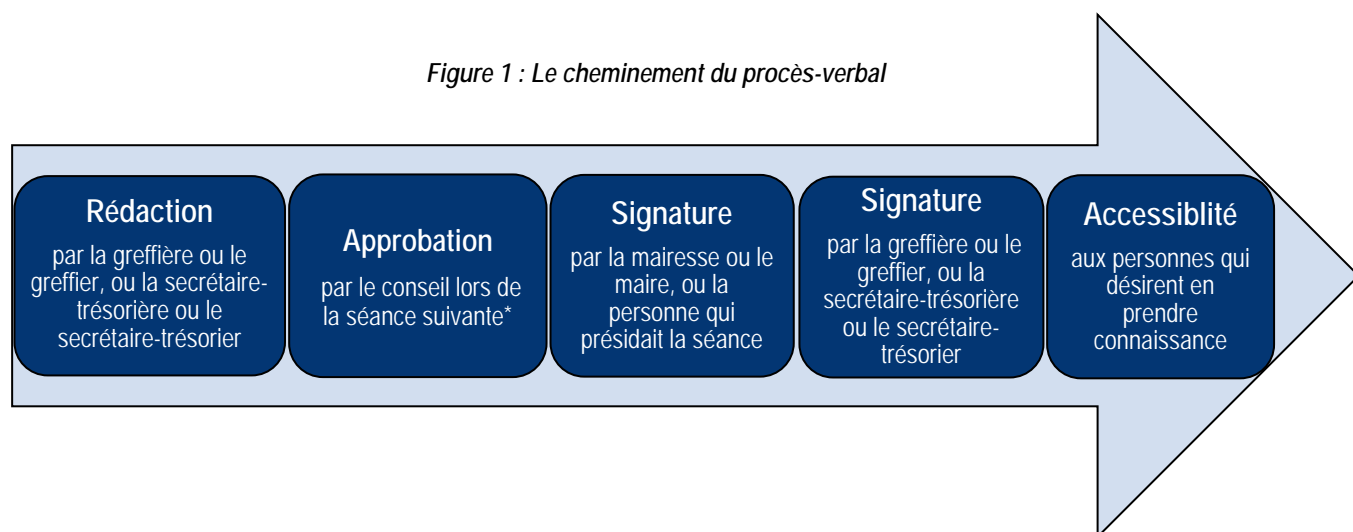 Figure 1 : Le cheminement du procès-verbal
Rédaction
par la greffière ou le
greffier, ou la secrétaire-
trésorière ou le
secrétaire-trésorier
Approbation
par le conseil lors de
la séance suivante*
Signature
par la mairesse ou le
maire, ou la
personne qui
présidait la séance
Signature
par la greffière ou le
greffier, ou la
secrétaire-trésorière
ou le secrétaire-
trésorier
Accessiblité
aux personnes qui
désirent en
prendre
connaissance